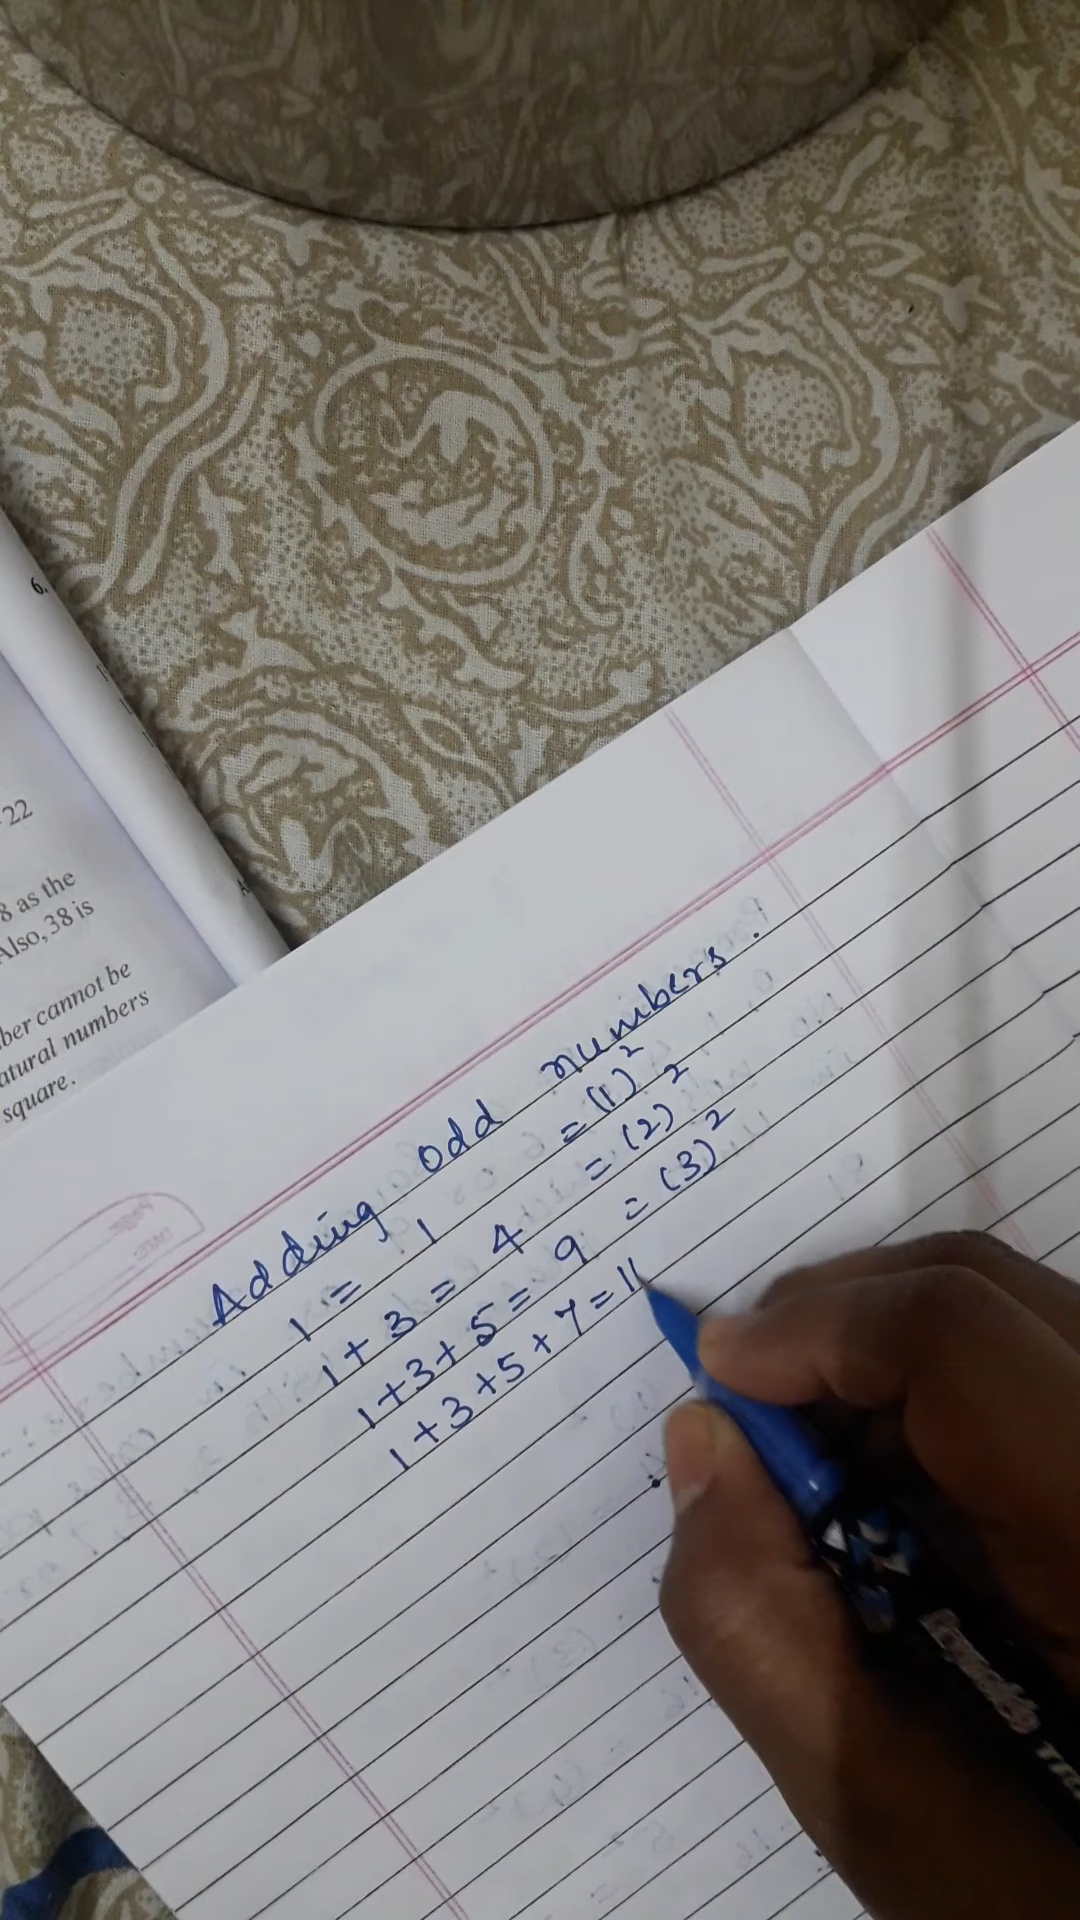 6.
22
8 as the
Also, 38 is
ber cannot be
atural numbers
square.
Adding odd numbers.
1 = 1 = (1)²
1 + 3 = 4 = (2)²
1 + 3 + 5 = 9 = (3)²
1 + 3 + 5 + 7 = 11